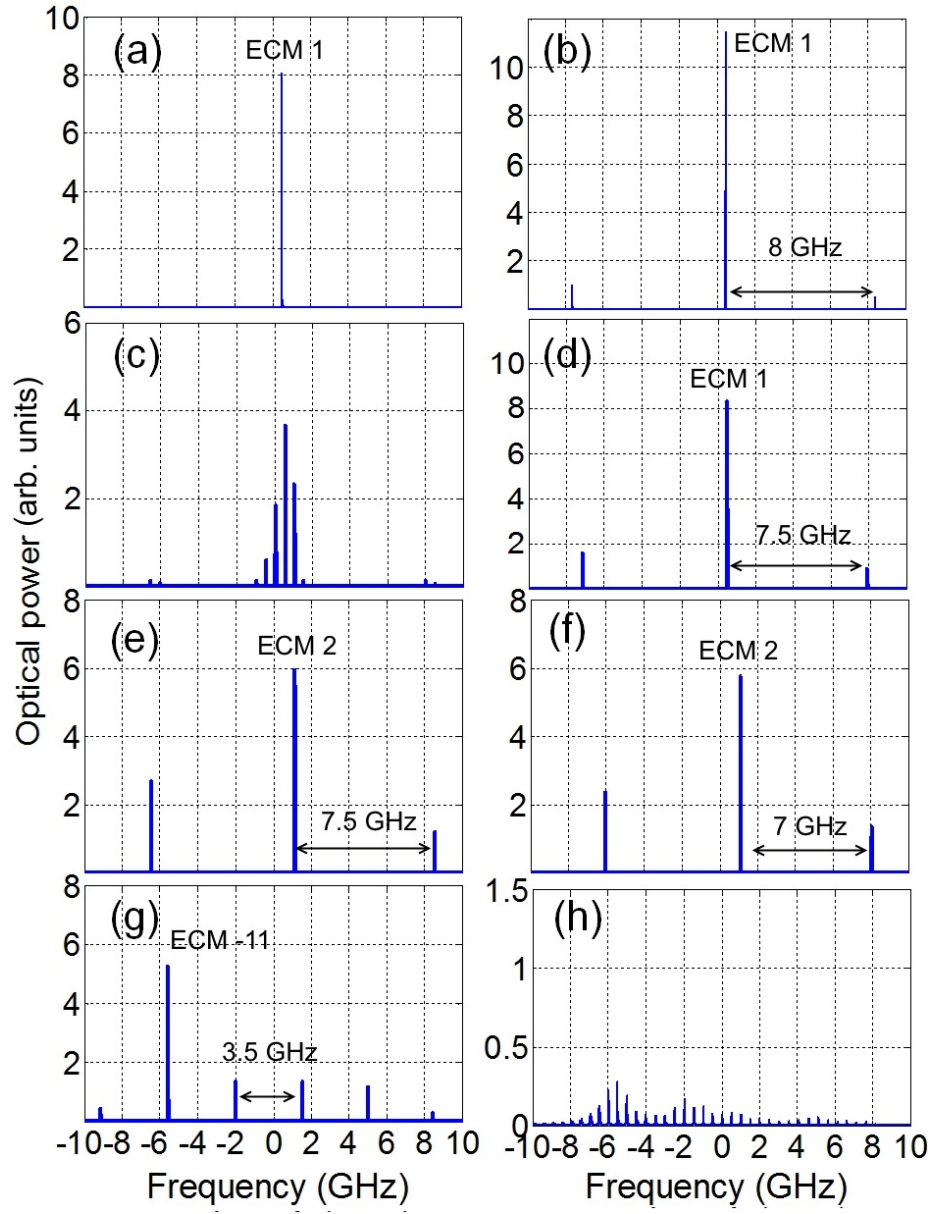 10
(a)
ECM 1
8
6
4
2
(b)
ECM 1
10
8
6
4
2
8 GHz
6
(c)
4
2
10
(d)
ECM 1
8
6
4
2
7.5 GHz
Optical power (arb. units)
8
(e)
ECM 2
6
4
2
7.5 GHz
8
(f)
ECM 2
6
4
2
7 GHz
8
(g)
ECM -11
6
4
2
3.5 GHz
-10 -8 -6 -4 -2 0 2 4 6 8 10
Frequency (GHz)
1.5
(h)
1
0.5
0
-10 -8 -6 -4 -2 0 2 4 6 8 10
Frequency (GHz)